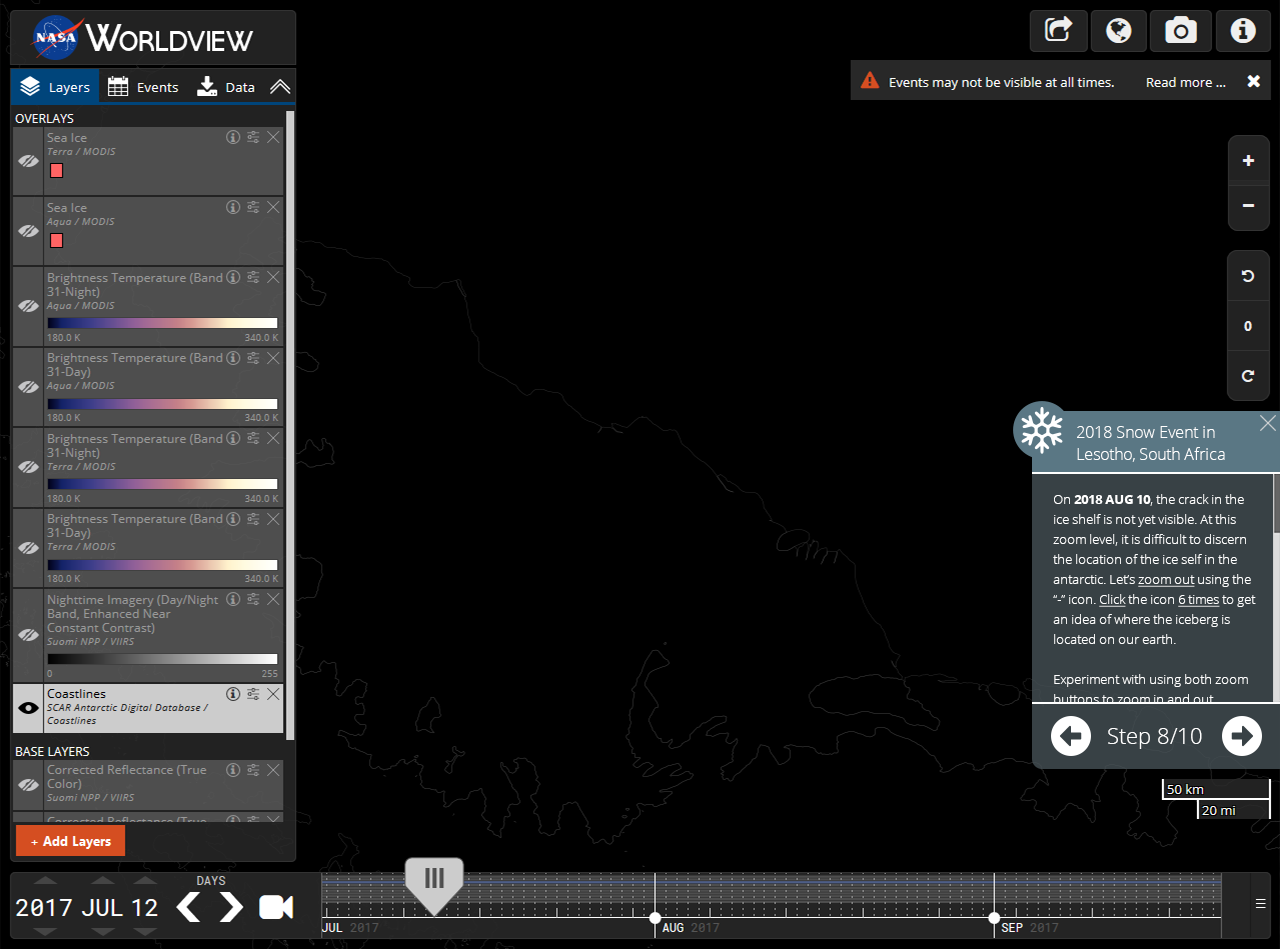 NASA WORLDVIEW
Layers Events Data
OVERLAYS
Sea Ice
Terra / MODIS
Sea Ice
Aqua / MODIS
Brightness Temperature (Band
31-Night)
Aqua / MODIS
180.0 K 340.0 K
Brightness Temperature (Band
31-Day)
Aqua / MODIS
180.0 K 340.0 K
Brightness Temperature (Band
31-Night)
Terra / MODIS
180.0 K 340.0 K
Brightness Temperature (Band
31-Day)
Terra / MODIS
180.0 K 340.0 K
Nighttime Imagery (Day/Night
Band, Enhanced Near
Constant Contrast)
Suomi NPP / VIIRS
0 255
Coastlines
SCAR Antarctic Digital Database /
Coastlines
BASE LAYERS
Corrected Reflectance (True
Color)
Suomi NPP / VIIRS
Corrected Reflectance (True
+ Add Layers
Events may not be visible at all times. Read more ...
+
−
0
2018 Snow Event in
Lesotho, South Africa
On 2018 AUG 10, the crack in the
ice shelf is not yet visible. At this
zoom level, it is difficult to discern
the location of the ice self in the
antarctic. Let’s zoom out using the
“-” icon. Click the icon 6 times to get
an idea of where the iceberg is
located on our earth.
Experiment with using both zoom
buttons to zoom in and out
Step 8/10
50 km
20 mi
DAYS
2017 JUL 12
JUL 2017 AUG 2017 SEP 2017